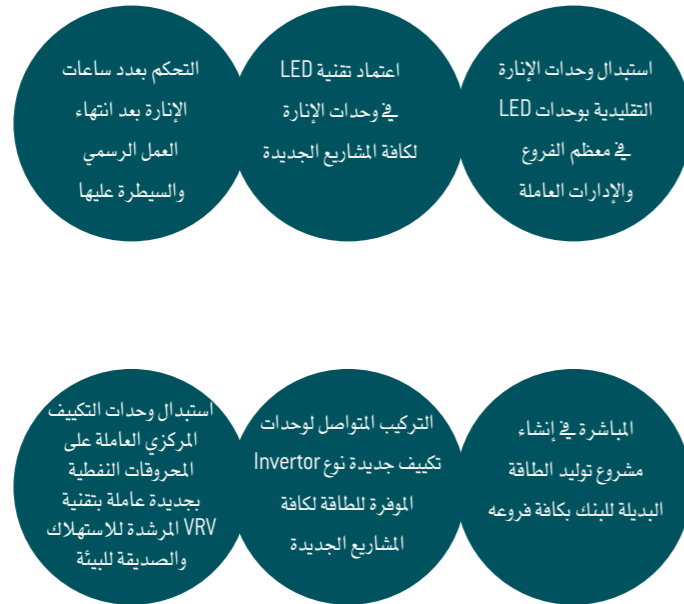 استبدال وحدات الإنارة
التقليدية بوحدات LED
في معظم الفروع
والإدارات العاملة
اعتماد تقنية LED
في وحدات الإنارة
لكافة المشاريع الجديدة
التحكم بعدد ساعات
الإنارة بعد انتهاء
العمل الرسمي
والسيطرة عليها
المباشرة في إنشاء
مشروع توليد الطاقة
البديلة للبنك بكافة فروعه
التركيب المتواصل لوحدات
تكييف جديدة نوع Invertor
الموفرة للطاقة لكافة
المشاريع الجديدة
استبدال وحدات التكييف
المركزي العاملة على
المحروقات النفطية
بجديدة عاملة بتقنية
VRV المرشدة للاستهلاك
والصديقة للبيئة